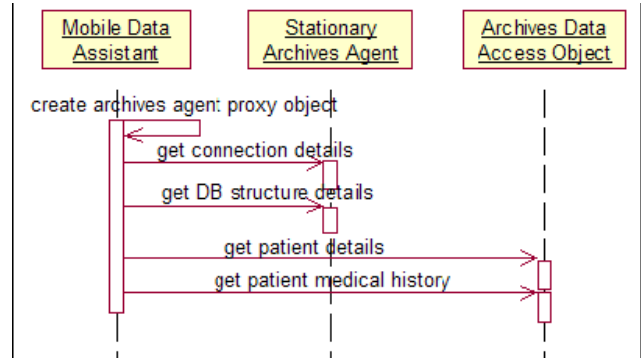 Mobile Data
Assistant
Stationary
Archives Agent
Archives Data
Access Object
create archives agent proxy object
get connection details
get DB structure details
get patient details
get patient medical history